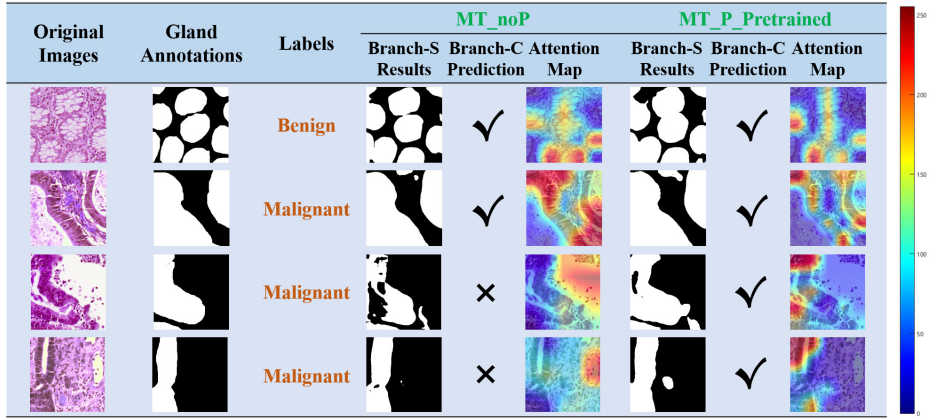 MT_noP MT_P_Pretrained
Original Images Gland Annotations Labels Branch-S Results Branch-C Prediction Attention Map Branch-S Results Branch-C Prediction Attention Map
Benign
Malignant
Malignant
Malignant
250
200
150
100
50
0